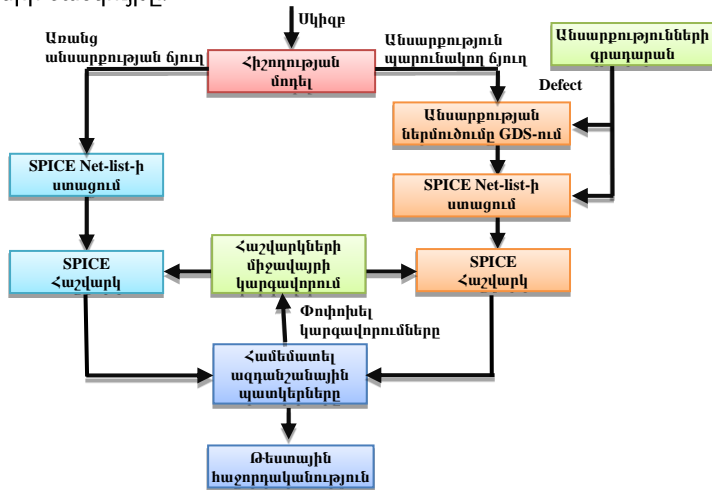 Սկիզբ
Առանց
անսարքության ճյուղ
Հիշողության
մոդել
Անսարքություն
պարունակող ճյուղ
Անսարքությունների
գրադարան
Defect
Անսարքության
ներմուծումը GDS-ում
SPICE Net-list-ի
ստացում
SPICE Net-list-ի
ստացում
SPICE
Հաշվարկ
Հաշվարկների
միջավայրի
կարգավորում
SPICE
Հաշվարկ
Փոփոխել
կարգավորումները
Համեմատել
ազդանշանային
պատկերները
Թեստային
հաջորդականություն